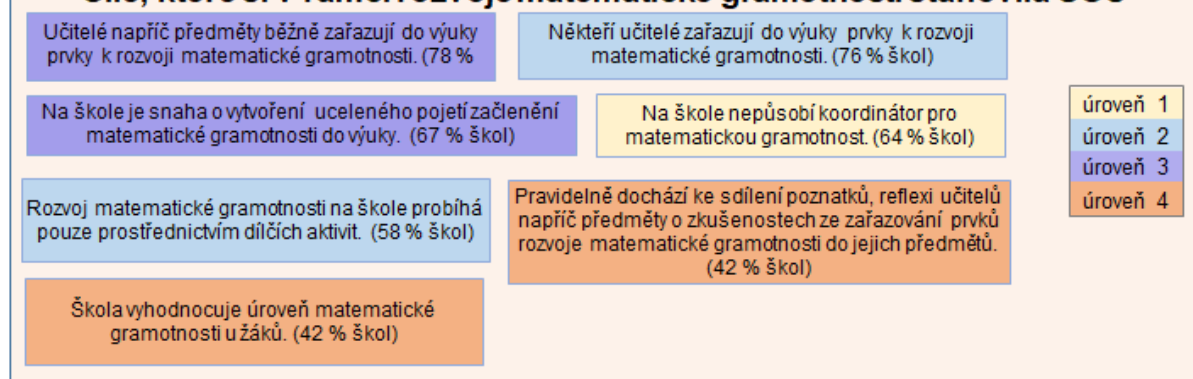 Učitelé napříč předměty běžně zařazují do výuky
prvky k rozvoji matematické gramotnosti. (78 %
Někteří učitelé zařazují do výuky prvky k rozvoji
matematické gramotnosti. (76 % škol)
Na škole je snaha o vytvoření uceleného pojetí začlenění
matematické gramotnosti do výuky. (67 % škol)
Na škole nepůsobí koordinátor pro
matematickou gramotnost. (64 % škol)
úroveň 1
úroveň 2
úroveň 3
úroveň 4
Rozvoj matematické gramotnosti na škole probíhá
pouze prostřednictvím dílčích aktivit. (58 % škol)
Pravidelně dochází ke sdílení poznatků, reflexi učitelů
napříč předměty o zkušenostech ze zařazování prvků
rozvoje matematické gramotnosti do jejich předmětů.
(42 % škol)
Škola vyhodnocuje úroveň matematické
gramotnosti u žáků. (42 % škol)